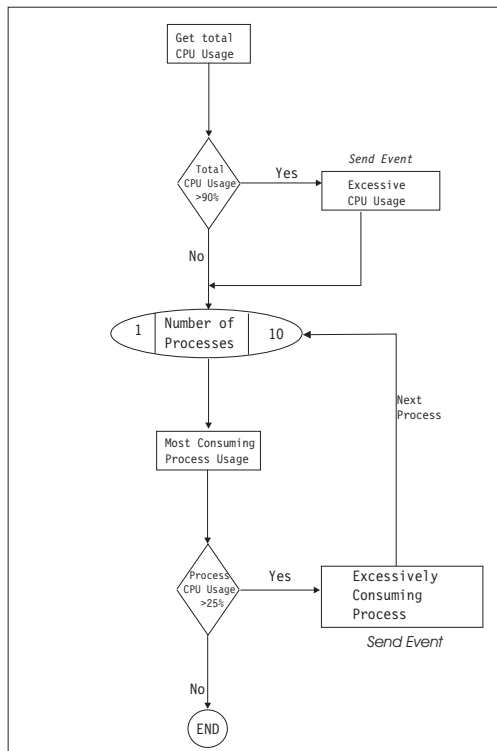 Get total
CPU Usage
Total
CPU Usage
>90%
Yes
Send Event
Excessive
CPU Usage
No
1
Number of
Processes
10
Next
Process
Most Consuming
Process Usage
Process
CPU Usage
>25%
Yes
Excessively
Consuming
Process
Send Event
No
END